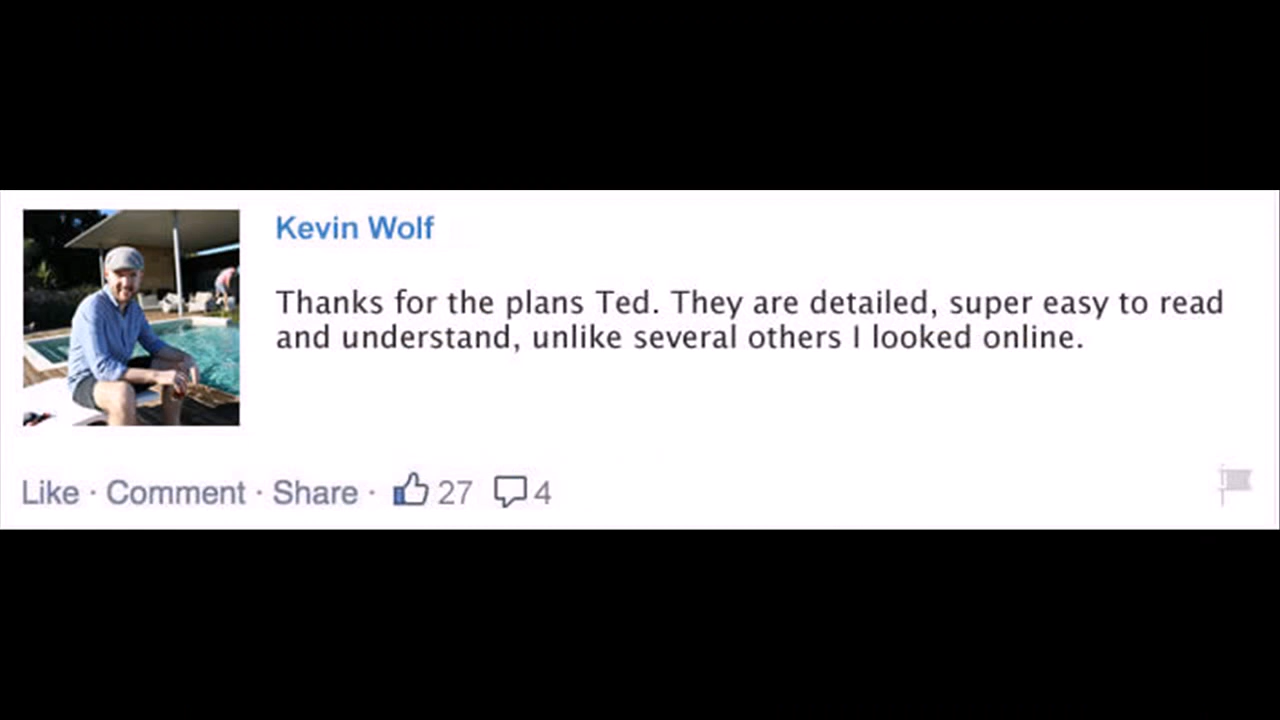 Kevin Wolf
Thanks for the plans Ted. They are detailed, super easy to read
and understand, unlike several others I looked online.
Like · Comment · Share · 27 4